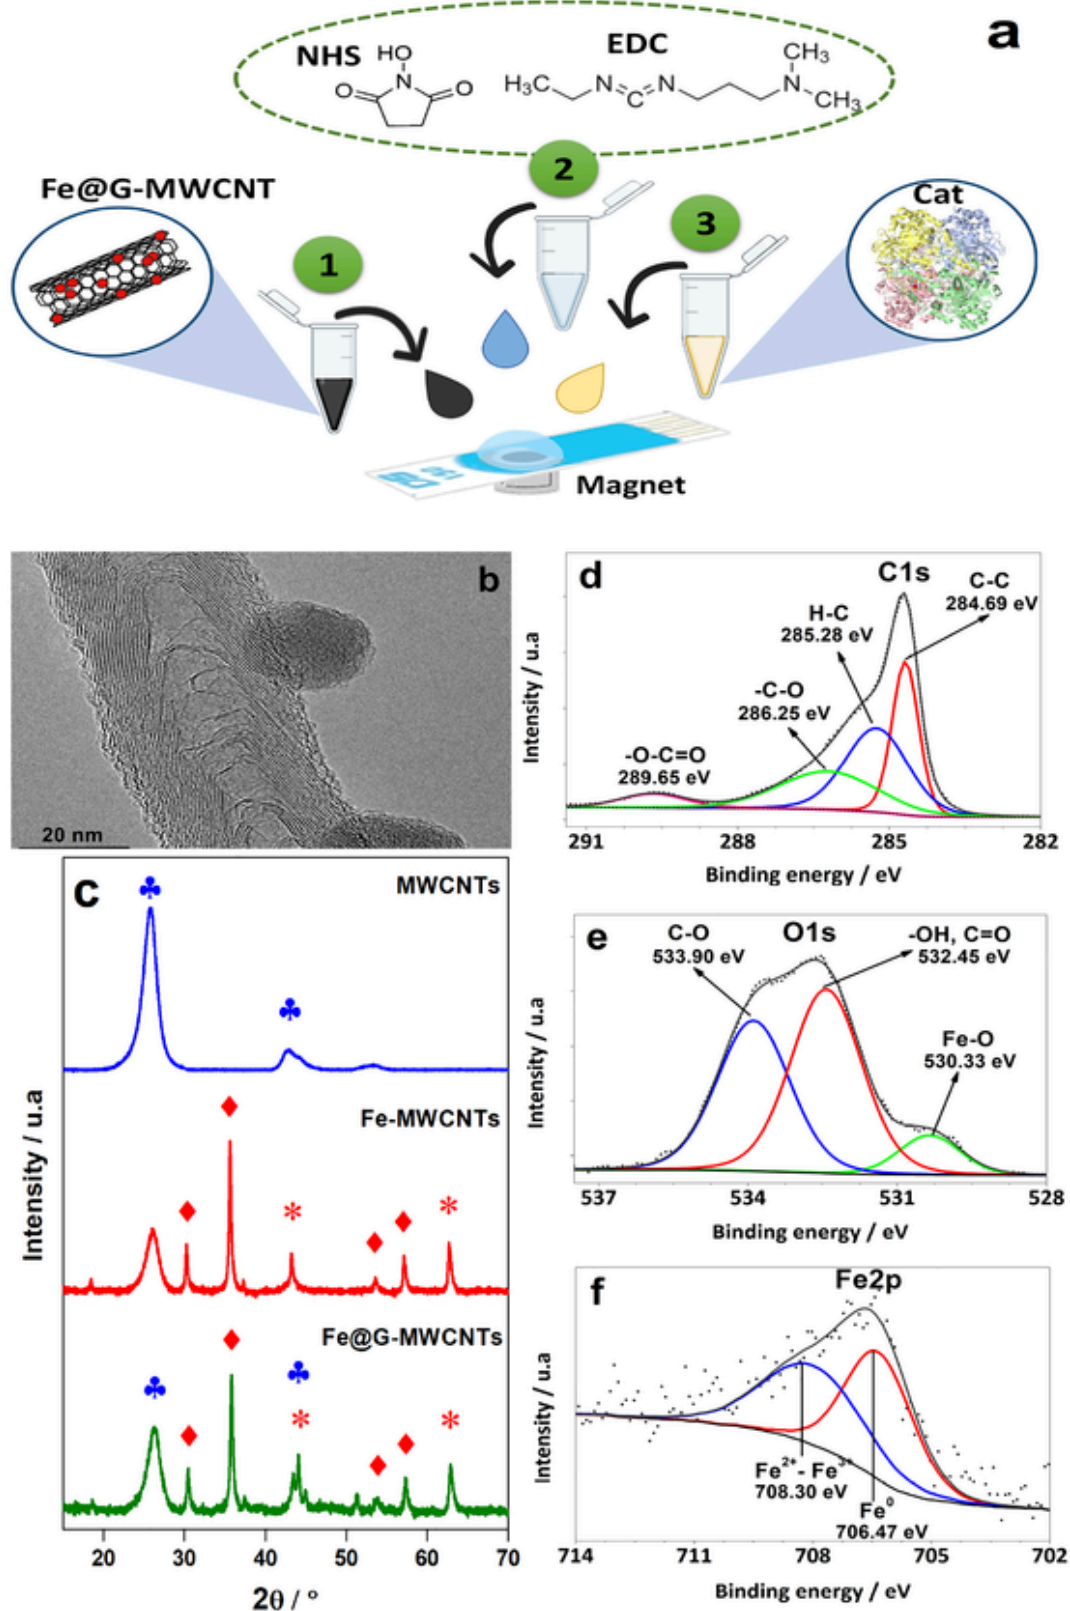 a
NHS
HO
N
O
O
EDC
H₃C
N
C
N
N
CH₃
CH₃
Fe@G-MWCNT
1
2
3
Cat
DS
150
Magnet
b
20 nm
c
MWCNTs
Fe-MWCNTs
Fe@G-MWCNTs
Intensity / u.a
20
30
40
50
60
70
2θ / °
d
C1s
C-C
284.69 eV
H-C
285.28 eV
-C-O
286.25 eV
-O-C=O
289.65 eV
Intensity / u.a
291
288
285
282
Binding energy / eV
e
O1s
C-O
533.90 eV
-OH, C=O
532.45 eV
Fe-O
530.33 eV
Intensity / u.a
537
534
531
528
Binding energy / eV
f
Fe2p
Fe²⁺ - Fe³⁺
708.30 eV
Fe⁰
706.47 eV
Intensity / u.a
714
711
708
705
702
Binding energy / eV